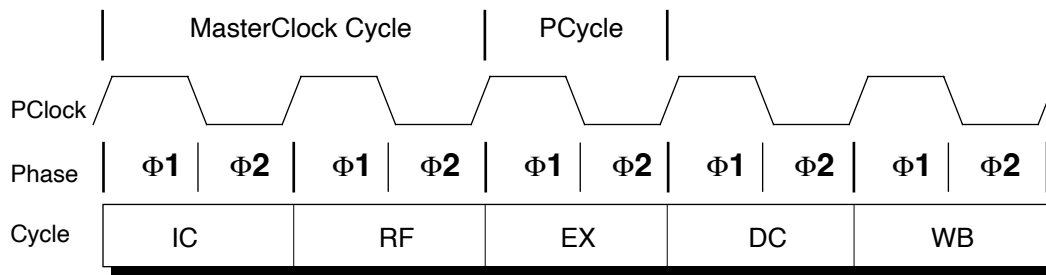 MasterClock Cycle PCycle
PClock
Phase Φ1 Φ2 Φ1 Φ2 Φ1 Φ2 Φ1 Φ2 Φ1 Φ2
Cycle IC RF EX DC WB